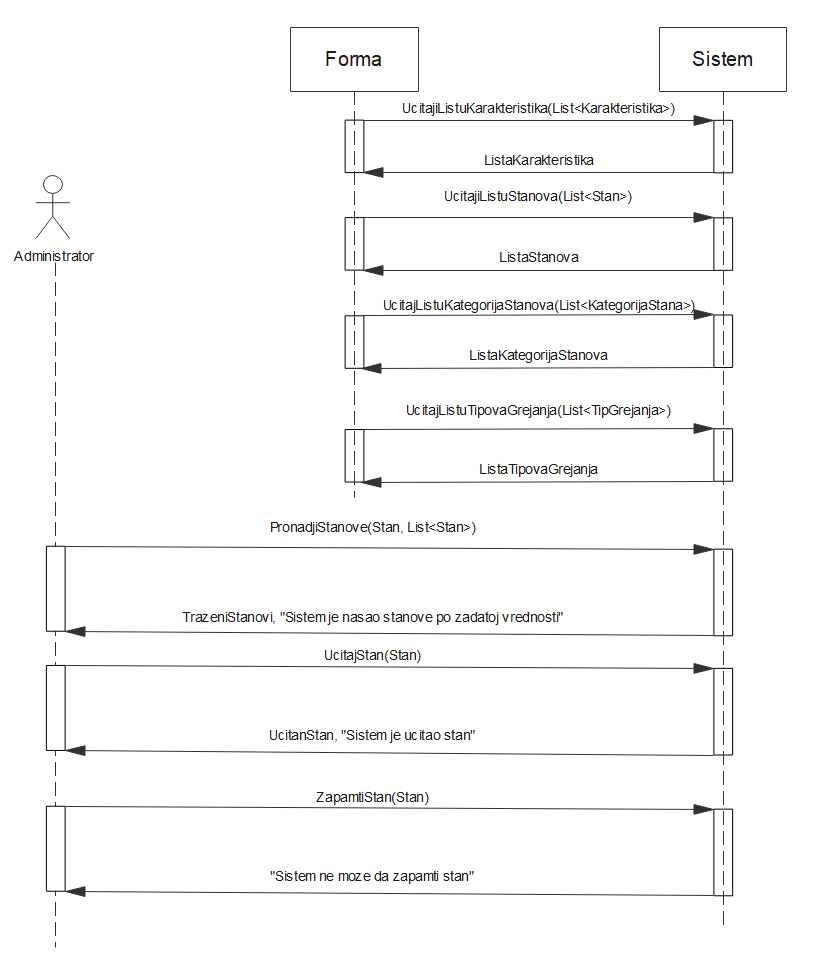 Forma
Sistem
UcitajiListuKarakteristika(List<Karakteristika>)
ListaKarakteristika
UcitajiListuStanova(List<Stan>)
Administrator
ListaStanova
UcitajListuKategorijaStanova(List<KategorijaStana>)
ListaKategorijaStanova
UcitajListuTipovaGrejanja(List<TipGrejanja>)
ListaTipovaGrejanja
PronadjiStanove(Stan, List<Stan>)
TrazeniStanovi, "Sistem je nasao stanove po zadatoj vrednosti"
UcitajStan(Stan)
UcitanStan, "Sistem je ucitao stan"
ZapamtiStan(Stan)
"Sistem ne moze da zapamti stan"